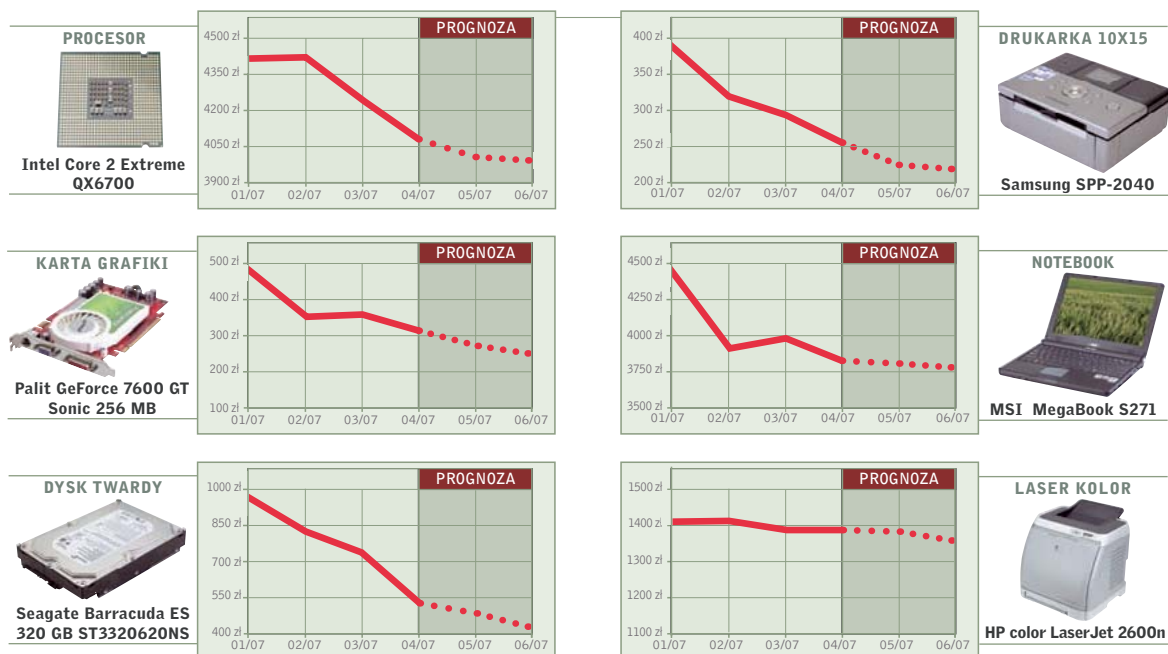 PROCESOR
Intel Core 2 Extreme
QX6700
PROGNOZA
4500 zł
4350 zł
4200 zł
4050 zł
3900 zł
01/07 02/07 03/07 04/07 05/07 06/07
PROGNOZA
400 zł
350 zł
300 zł
250 zł
200 zł
01/07 02/07 03/07 04/07 05/07 06/07
DRUKARKA 10X15
Samsung SPP-2040
KARTA GRAFIKI
Palit GeForce 7600 GT
Sonic 256 MB
PROGNOZA
500 zł
400 zł
300 zł
200 zł
100 zł
01/07 02/07 03/07 04/07 05/07 06/07
PROGNOZA
4500 zł
4250 zł
4000 zł
3750 zł
3500 zł
01/07 02/07 03/07 04/07 05/07 06/07
NOTEBOOK
MSI MegaBook S271
DYSK TWARDY
Seagate Barracuda ES
320 GB ST3320620NS
PROGNOZA
1000 zł
850 zł
700 zł
550 zł
400 zł
01/07 02/07 03/07 04/07 05/07 06/07
PROGNOZA
1500 zł
1400 zł
1300 zł
1200 zł
1100 zł
01/07 02/07 03/07 04/07 05/07 06/07
LASER KOLOR
HP color LaserJet 2600n